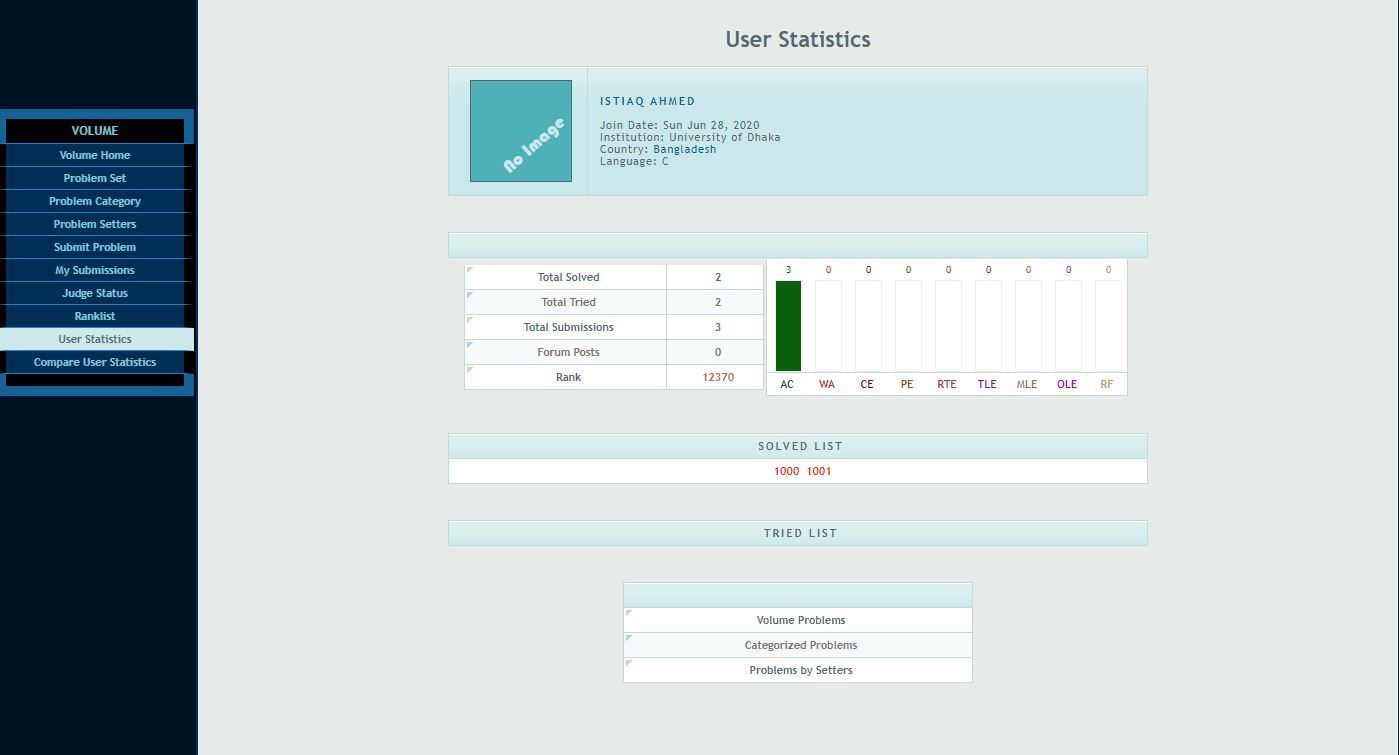 VOLUME
Volume Home
Problem Set
Problem Category
Problem Setters
Submit Problem
My Submissions
Judge Status
Ranklist
User Statistics
Compare User Statistics
User Statistics
No Image
ISTIAQ AHMED
Join Date: Sun Jun 28, 2020
Institution: University of Dhaka
Country: Bangladesh
Language: C
Total Solved 2
Total Tried 2
Total Submissions 3
Forum Posts 0
Rank 12370
3 0 0 0 0 0 0 0 0
AC WA CE PE RTE TLE MLE OLE RF
SOLVED LIST
1000 1001
TRIED LIST
Volume Problems
Categorized Problems
Problems by Setters